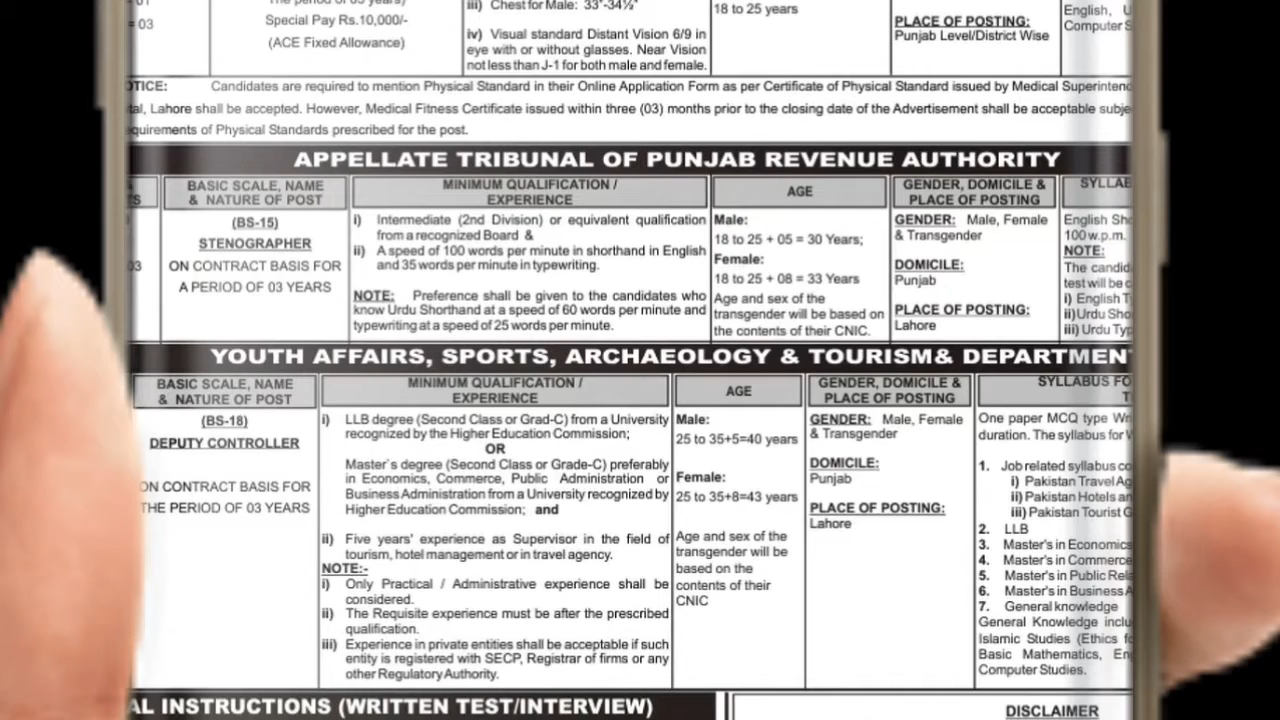 = 03
Special Pay Rs.10,000/-
(ACE Fixed Allowance)
iii) Chest for Male: 33"-34½"
iv) Visual standard Distant Vision 6/9 in
eye with or without glasses. Near Vision
not less than J-1 for both male and female.
18 to 25 years
PLACE OF POSTING:
Punjab Level/District Wise
English,
Computer
Candidates are required to mention Physical Standard in their Online Application Form as per Certificate of Physical Standard issued by Medical
Lahore shall be accepted. However, Medical Fitness Certificate issued within three (03) months prior to the closing date of the Advertisement shall be acceptable
of Physical Standards prescribed for the post.
APPELLATE TRIBUNAL OF PUNJAB REVENUE AUTHORITY
BASIC SCALE, NAME
& NATURE OF POST
MINIMUM QUALIFICATION /
EXPERIENCE
AGE
GENDER, DOMICILE &
PLACE OF POSTING
03
(BS-15)
STENOGRAPHER
ON CONTRACT BASIS FOR
A PERIOD OF 03 YEARS
i) Intermediate (2nd Division) or equivalent qualification
from a recognized Board &
ii) A speed of 100 words per minute in shorthand in English
and 35 words per minute in typewriting.
NOTE: Preference shall be given to the candidates who
know Urdu Shorthand at a speed of 60 words per minute and
typewriting at a speed of 25 words per minute.
Male:
18 to 25 + 05 = 30 Years;
Female:
18 to 25 + 08 = 33 Years
Age and sex of the
transgender will be based on
the contents of their CNIC.
GENDER: Male, Female
& Transgender
DOMICILE:
Punjab
PLACE OF POSTING:
Lahore
English
100 w.p.m.
NOTE:
The
test will be
i) English
ii) Urdu
iii) Urdu
YOUTH AFFAIRS, SPORTS, ARCHAEOLOGY & TOURISM& DEPARTMENT
BASIC SCALE, NAME
& NATURE OF POST
MINIMUM QUALIFICATION /
EXPERIENCE
AGE
GENDER, DOMICILE &
PLACE OF POSTING
SYLLABUS
(BS-18)
DEPUTY CONTROLLER
ON CONTRACT BASIS FOR
THE PERIOD OF 03 YEARS
i) LLB degree (Second Class or Grad-C) from a University
recognized by the Higher Education Commission;
OR
Master`s degree (Second Class or Grade-C) preferably
in Economics, Commerce, Public Administration or
Business Administration from a University recognized by
Higher Education Commission; and
ii) Five years' experience as Supervisor in the field of
tourism, hotel management or in travel agency.
NOTE:-
i) Only Practical / Administrative experience shall be
considered.
ii) The Requisite experience must be after the prescribed
qualification.
iii) Experience in private entities shall be acceptable if such
entity is registered with SECP, Registrar of firms or any
other Regulatory Authority.
Male:
25 to 35+5=40 years
Female:
25 to 35+8=43 years
Age and sex of the
transgender will be
based on the
contents of their
CNIC
GENDER: Male, Female
& Transgender
DOMICILE:
Punjab
PLACE OF POSTING:
Lahore
One paper MCQ type
duration. The syllabus for
1. Job related syllabus
i) Pakistan Travel
ii) Pakistan Hotels
iii) Pakistan Tourist
2. LLB
3. Master's in Economics
4. Master's in Commerce
5. Master's in Public
6. Master's in Business
7. General knowledge
General Knowledge
Islamic Studies (Ethics
Basic Mathematics,
Computer Studies.
INSTRUCTIONS (WRITTEN TEST/INTERVIEW)
DISCLAIMER